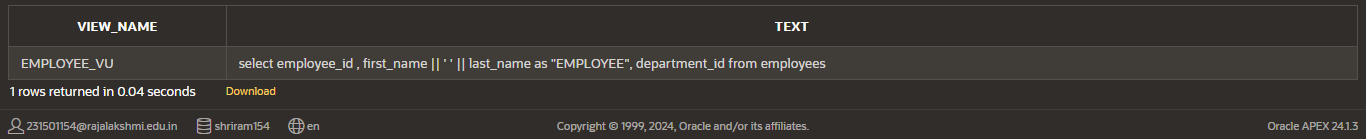 VIEW_NAME TEXT
EMPLOYEE_VU select employee_id , first_name || ' ' || last_name as "EMPLOYEE", department_id from employees
1 rows returned in 0.04 seconds Download
231501154@rajalakshmi.edu.in shriram154 en Copyright © 1999, 2024, Oracle and/or its affiliates. Oracle APEX 24.1.3